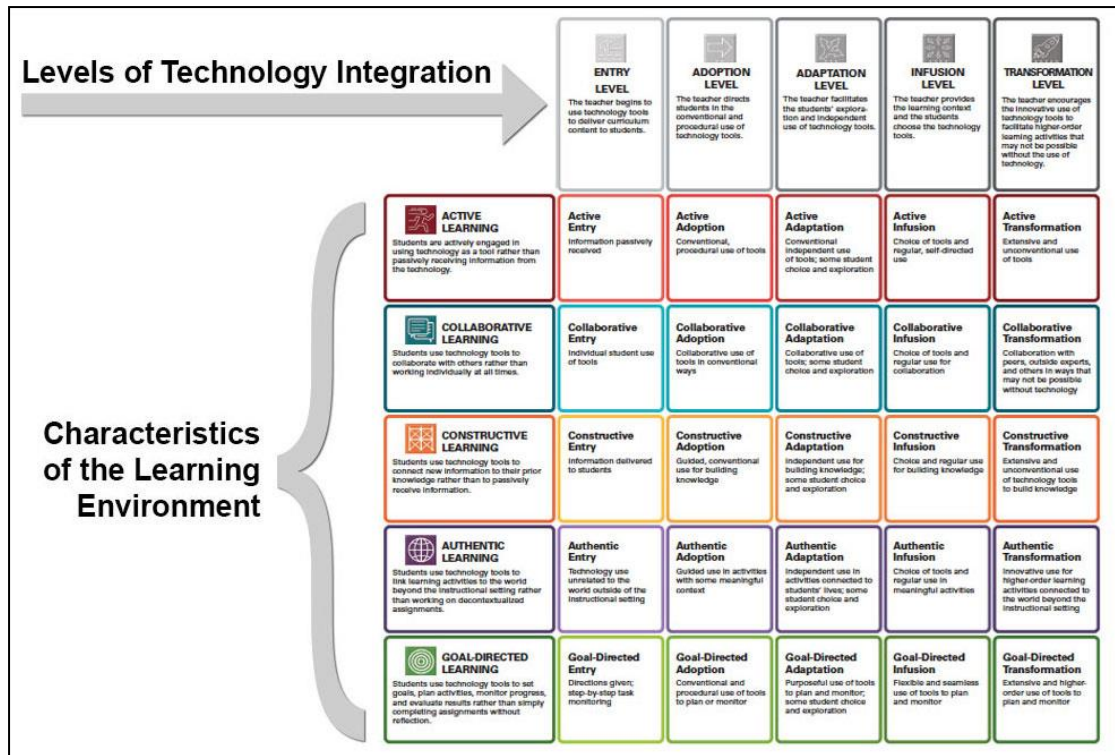 Levels of Technology Integration
ENTRY
LEVEL
The teacher begins to
use technology tools to
deliver curriculum
content to students.
ADOPTION
LEVEL
The teacher directs
students in the
conventional and
procedural use of
technology tools.
ADAPTATION
LEVEL
The teacher facilitates
the students' explora-
tion and independent
use of technology tools.
INFUSION
LEVEL
The teacher provides
the learning context
and the students
choose the technology
tools.
TRANSFORMATION
LEVEL
The teacher encourages
the innovative use of
technology tools to
facilitate higher-order
learning activities that
may not be possible
without the use of
technology.
Characteristics
of the Learning
Environment
ACTIVE
LEARNING
Students are actively engaged in
using technology as a tool rather than
passively receiving information from
the technology.
Active
Entry
Information passively
received
Active
Adoption
Conventional,
procedural use of tools
Active
Adaptation
Conventional
independent use
of tools; some
student choice
and exploration
Active
Infusion
Choice of tools and
regular, self-directed
use
Active
Transformation
Extensive and
unconventional use
of tools
COLLABORATIVE
LEARNING
Students use technology tools to
collaborate with others rather than
working individually at all times.
Collaborative
Entry
Individual student use
of tools
Collaborative
Adoption
Collaborative use of
tools in conventional
ways
Collaborative
Adaptation
Collaborative use of
tools; some student
choice and exploration
Collaborative
Infusion
Choice of tools and
regular use for
collaboration
Collaborative
Transformation
Collaboration with
peers, outside experts,
and others in ways that
may not be possible
without technology
CONSTRUCTIVE
LEARNING
Students use technology tools to
connect new information to their prior
knowledge rather than to passively
receive information.
Constructive
Entry
Information delivered
to students
Constructive
Adoption
Guided, conventional
use for building
knowledge
Constructive
Adaptation
Independent use for
building knowledge;
some student choice
and exploration
Constructive
Infusion
Choice and regular use
for building knowledge
Constructive
Transformation
Extensive and
unconventional use
of technology tools
to build knowledge
AUTHENTIC
LEARNING
Students use technology tools to
link learning activities to the world
beyond the instructional setting rather
than working on decontextualized
assignments.
Authentic
Entry
Technology use
unrelated to the
world outside of the
instructional setting
Authentic
Adoption
Guided use in activities
with some meaningful
context
Authentic
Adaptation
Independent use in
activities connected to
students' lives; some
student choice and
exploration
Authentic
Infusion
Choice of tools and
regular use in
meaningful activities
Authentic
Transformation
Innovative use for
higher-order learning
activities connected to
the world beyond the
instructional setting
GOAL-DIRECTED
LEARNING
Students use technology tools to set
goals, plan activities, monitor progress,
and evaluate results rather than simply
completing assignments without
reflection.
Goal-Directed
Entry
Directions given;
step-by-step task
monitoring
Goal-Directed
Adoption
Conventional and
procedural use of tools
to plan or monitor
Goal-Directed
Adaptation
Purposeful use of tools
to plan and monitor;
some student choice
and exploration
Goal-Directed
Infusion
Flexible and seamless
use of tools to plan
and monitor
Goal-Directed
Transformation
Extensive and higher-
order use of tools to
plan and monitor